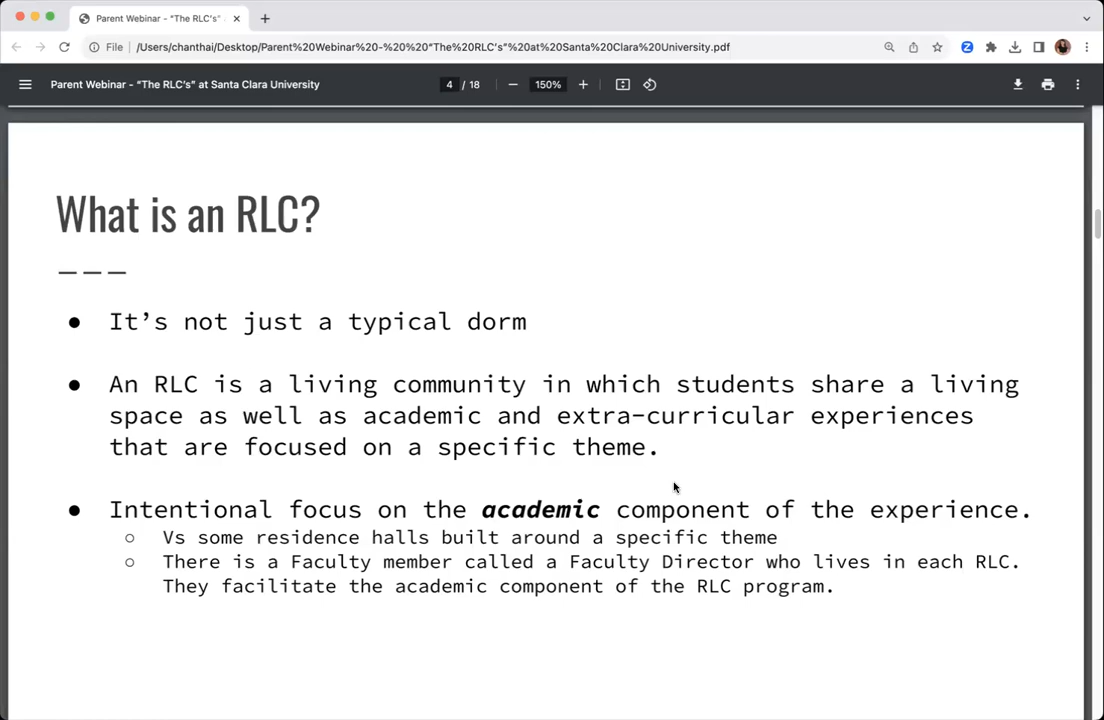 Parent Webinar - “The RLC's”
File
/Users/chanthai/Desktop/Parent%20Webinar%20-%20%20“The%20RLC's”%20at%20Santa%20Clara%20University.pdf
Parent Webinar - “The RLC's” at Santa Clara University
4 / 18
150%
What is an RLC?
● It’s not just a typical dorm
● An RLC is a living community in which students share a living
space as well as academic and extra-curricular experiences
that are focused on a specific theme.
● Intentional focus on the academic component of the experience.
○ Vs some residence halls built around a specific theme
○ There is a Faculty member called a Faculty Director who lives in each RLC.
They facilitate the academic component of the RLC program.